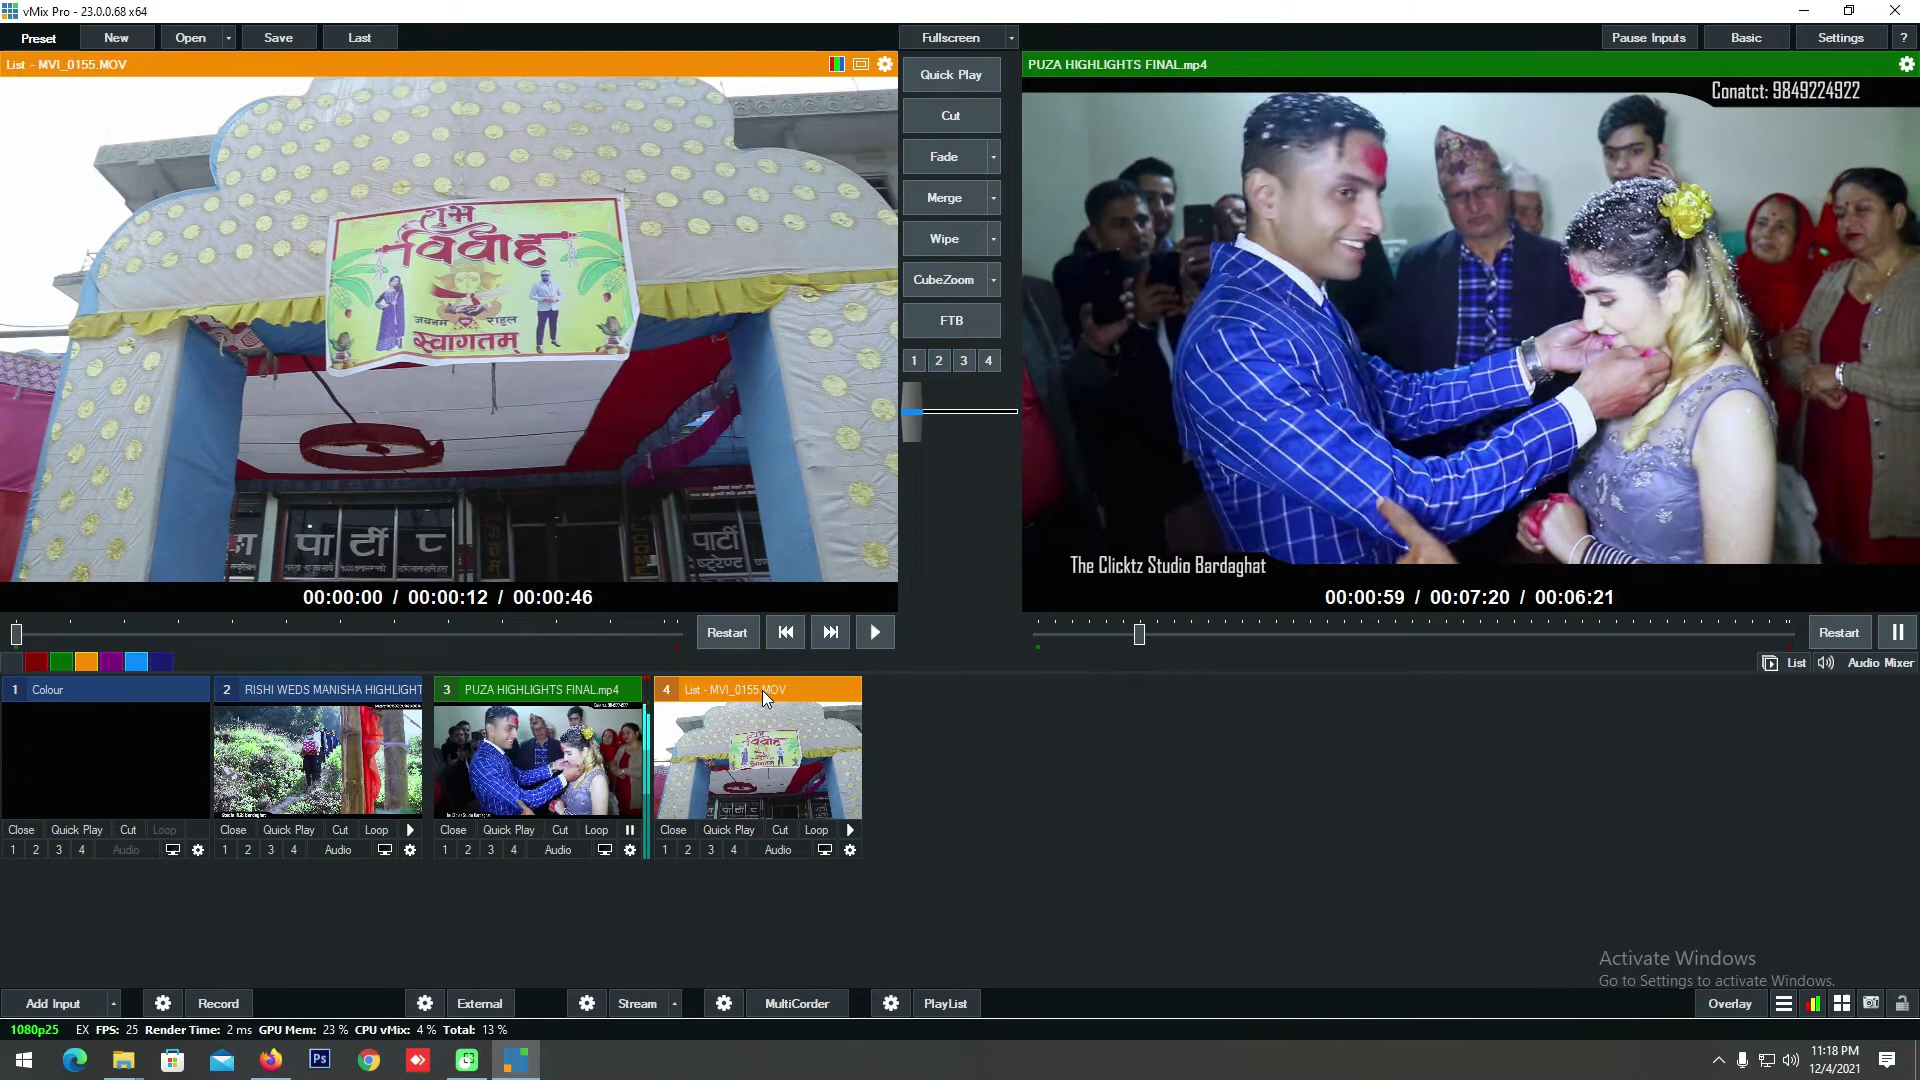 vMix Pro - 23.0.0.68 x64
Preset
New
Open
Save
Last
Fullscreen
Pause Inputs
Basic
Settings
?
List - MVI_0155.MOV
शुभ
विवाह
स्वागतम्
पार्टी
पार्टी
00:00:00 / 00:00:12 / 00:00:46
Restart
Quick Play
Cut
Fade
Merge
Wipe
CubeZoom
FTB
1 2 3 4
PUZA HIGHLIGHTS FINAL.mp4
Conatct: 9849224922
The Clicktz Studio Bardaghat
00:00:59 / 00:07:20 / 00:06:21
Restart
List
Audio Mixer
1 Colour
2 RISHI WEDS MANISHA HIGHLIGHT
3 PUZA HIGHLIGHTS FINAL.mp4
4 List - MVI_0155.MOV
Close Quick Play Cut Loop
Close Quick Play Cut Loop
Close Quick Play Cut Loop
Close Quick Play Cut Loop
1 2 3 4 Audio
1 2 3 4 Audio
1 2 3 4 Audio
1 2 3 4 Audio
Activate Windows
Go to Settings to activate Windows.
Add Input
Record
External
Stream
MultiCorder
PlayList
Overlay
1080p25 EX FPS: 25 Render Time: 2 ms GPU Mem: 23 % CPU vMix: 4 % Total: 13 %
Ps
11:18 PM
12/4/2021